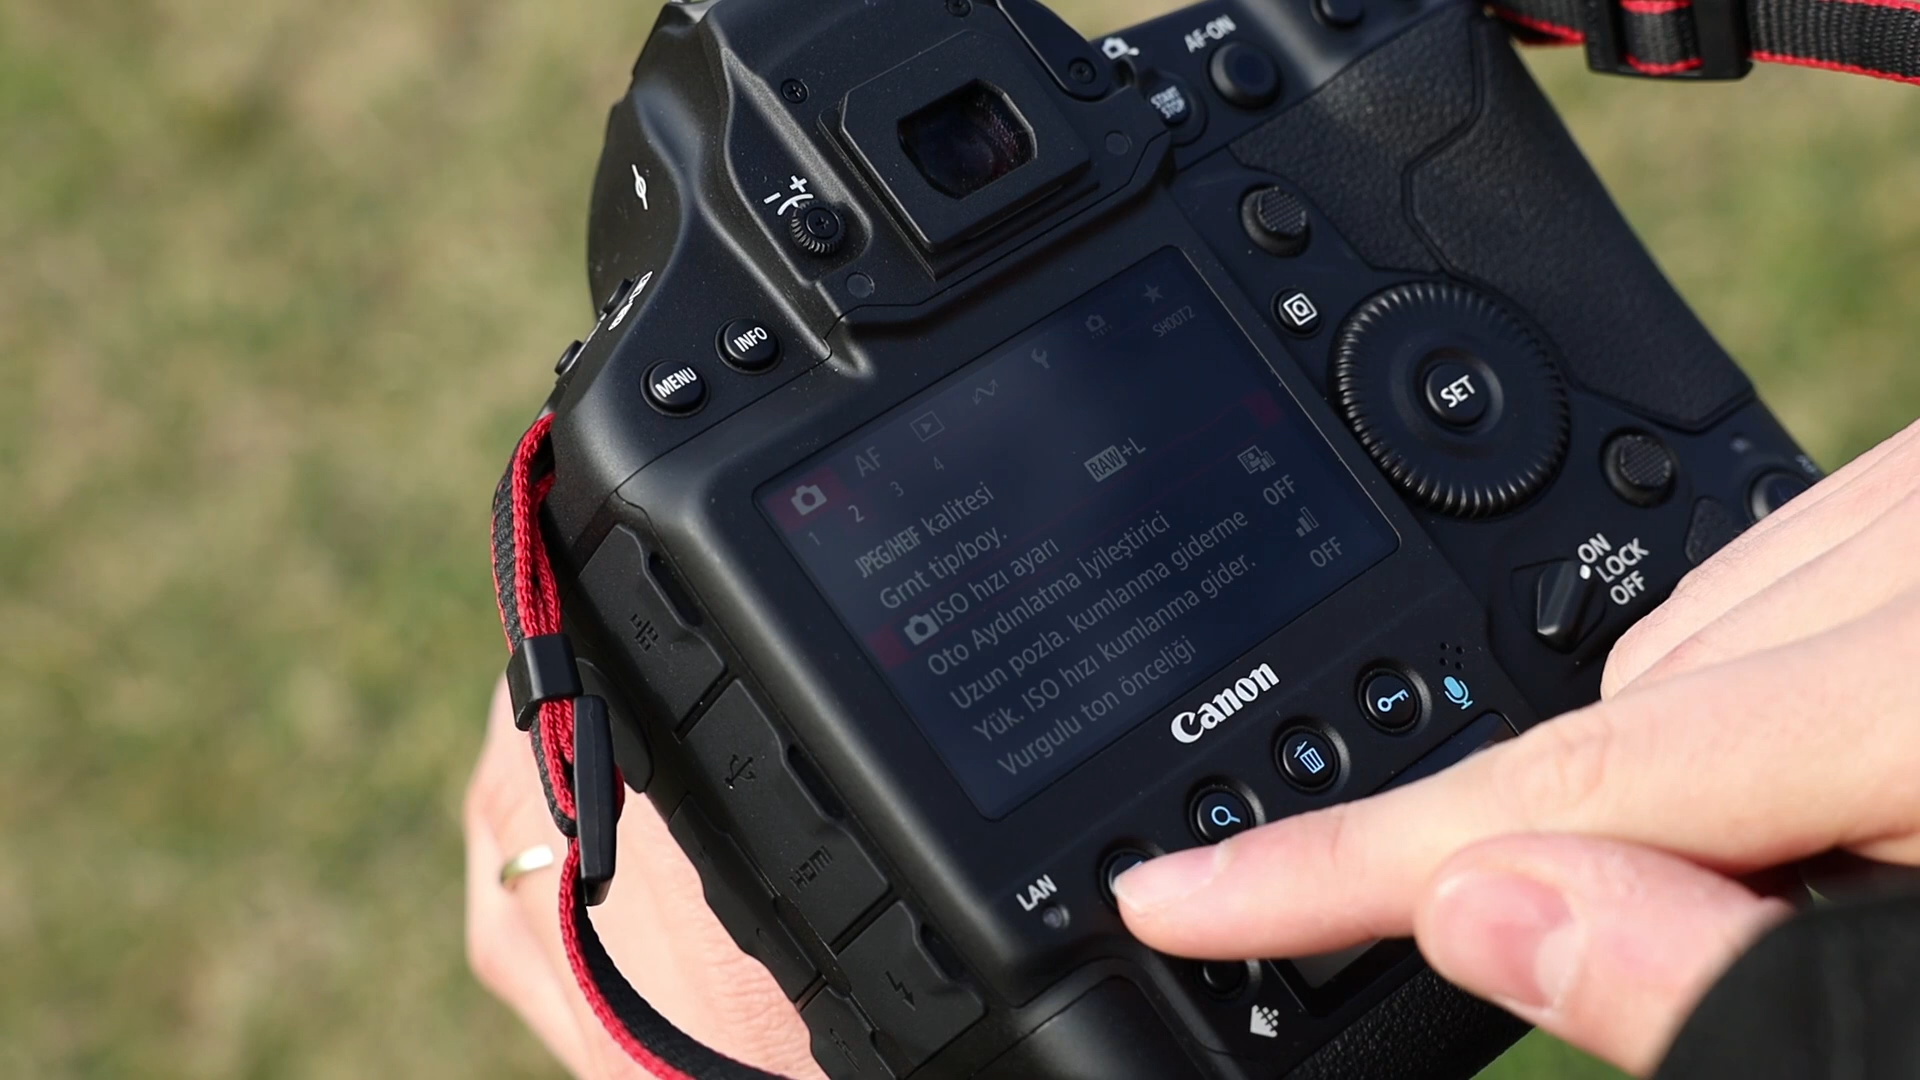 AF-ON
START
STOP
INFO
MENU
SET
SHOOT2
AF
1 2 3 4
JPEG/HEIF kalitesi
Grnt tip/boy. RAW+L
ISO hızı ayarı
Oto Aydınlatma İyileştirici
Uzun pozla. kumlanma giderme OFF
Yük. ISO hızı kumlanma gider.
Vurgulu ton önceliği OFF
Canon
ON
LOCK
OFF
LAN
HDMI